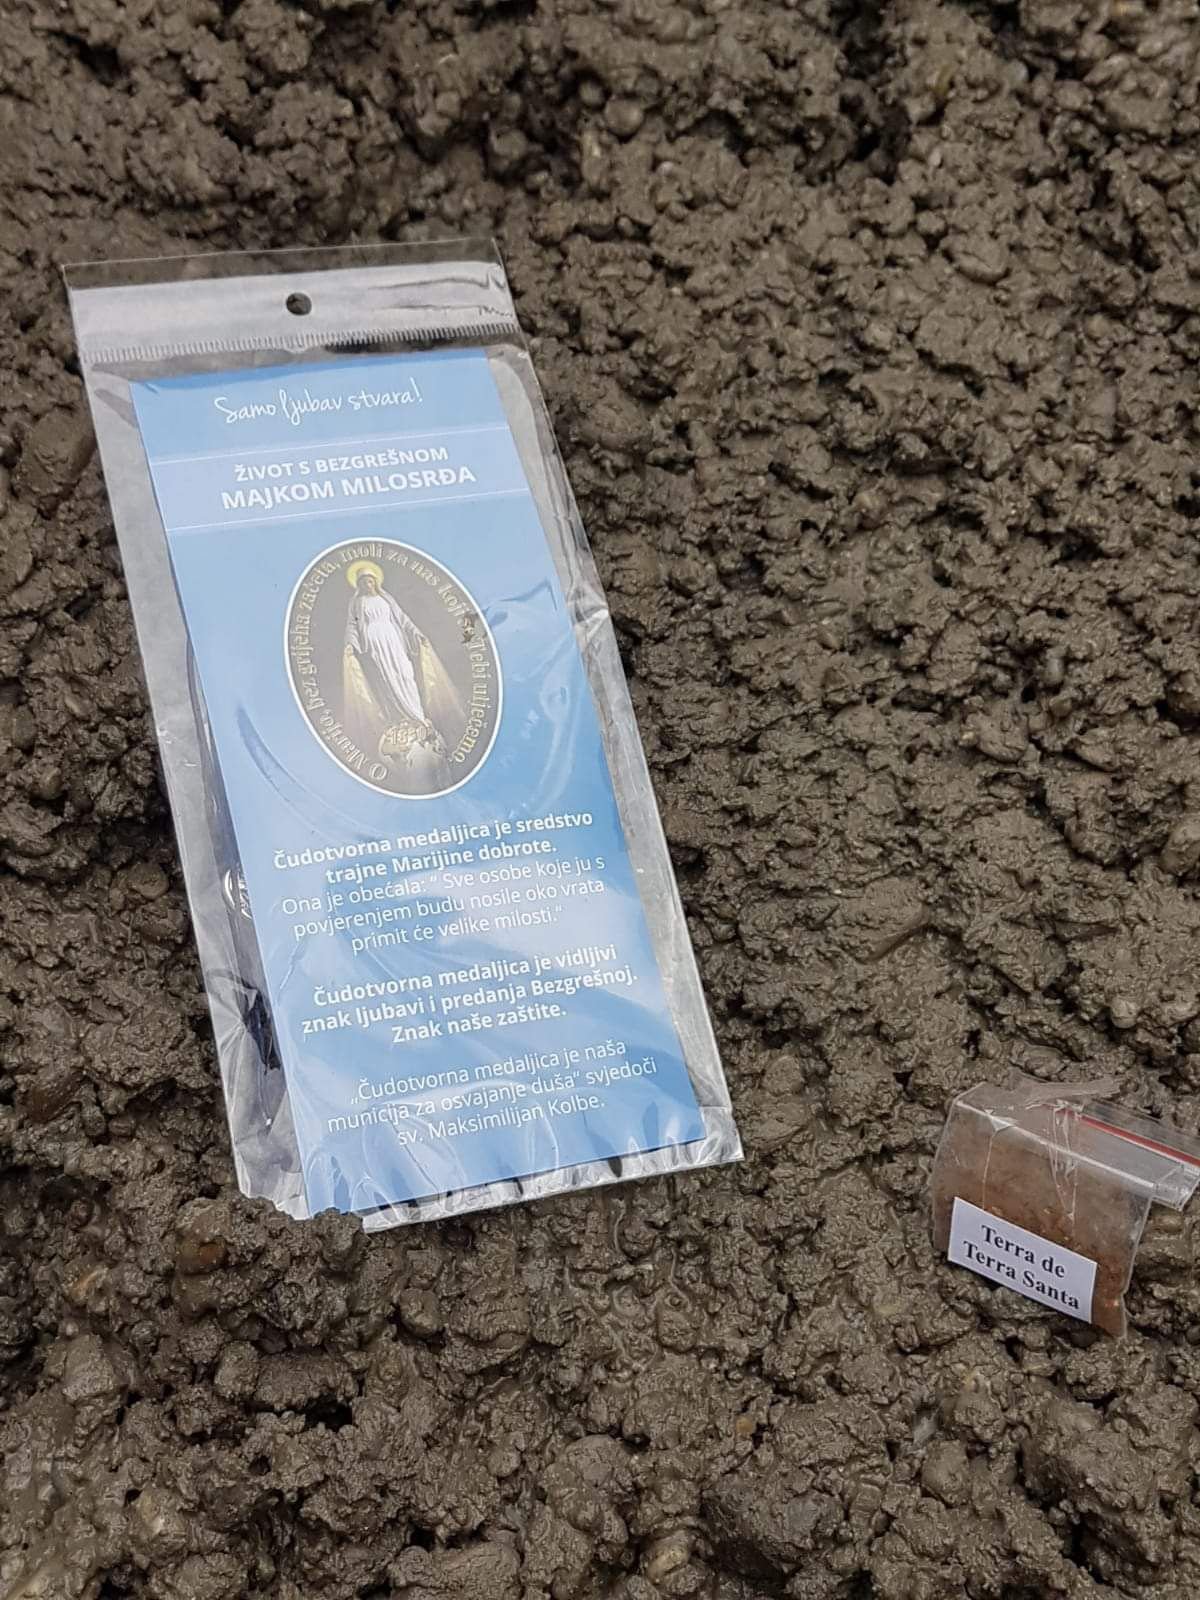 Samo ljubav stvara!
ŽIVOT S BEZGREŠNOM
MAJKOM MILOSRĐA
O Marijo, bez grijeha začeta, moli za nas koji se Tebi utječemo.
1830
Čudotvorna medaljica je sredstvo
trajne Marijine dobrote.
Ona je obećala: “ Sve osobe koje ju s
povjerenjem budu nosile oko vrata
primit će velike milosti.“
Čudotvorna medaljica je vidljivi
znak ljubavi i predanja Bezgrešnoj.
Znak naše zaštite.
„Čudotvorna medaljica je naša
municija za osvajanje duša“ svjedoči
sv. Maksimilijan Kolbe.
Terra de
Terra Santa